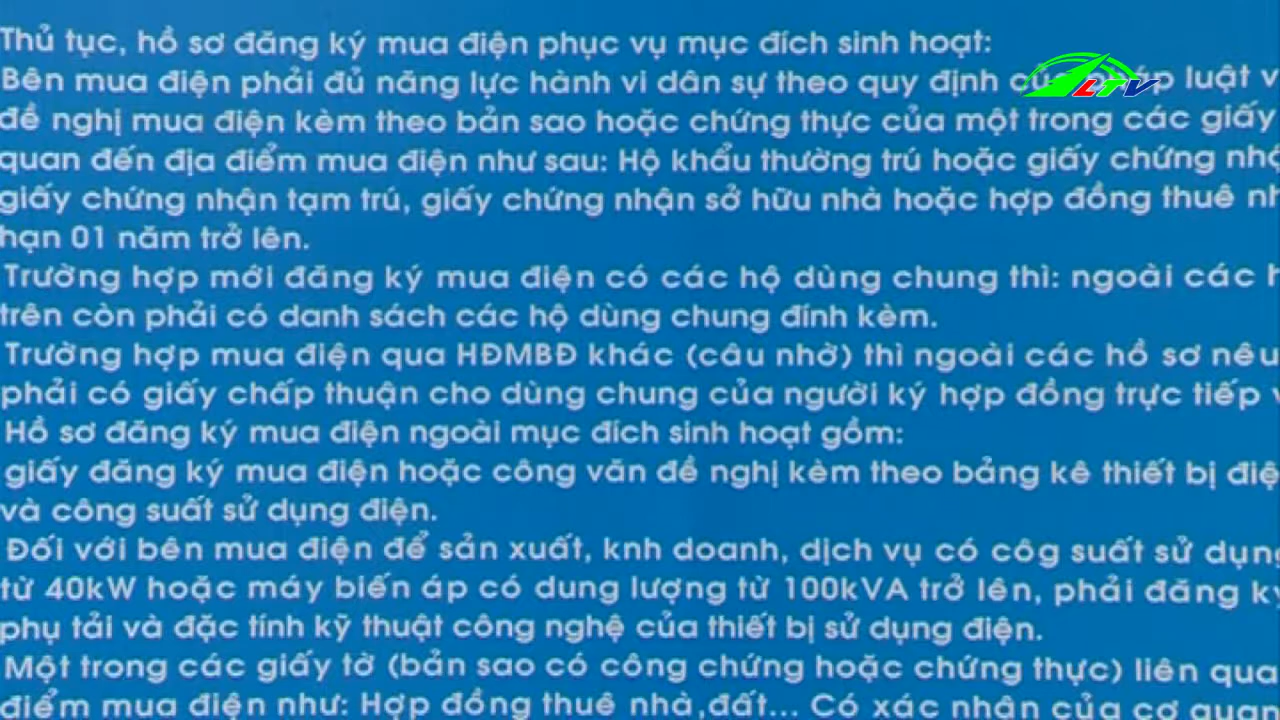 Thủ tục, hồ sơ đăng ký mua điện phục vụ mục đích sinh hoạt:
Bên mua điện phải đủ năng lực hành vi dân sự theo quy định của pháp luật v
LTV
đề nghị mua điện kèm theo bản sao hoặc chứng thực của một trong các giấy
quan đến địa điểm mua điện như sau: Hộ khẩu thường trú hoặc giấy chứng nhậ
giấy chứng nhận tạm trú, giấy chứng nhận sở hữu nhà hoặc hợp đồng thuê nh
hạn 01 năm trở lên.
Trường hợp mới đăng ký mua điện có các hộ dùng chung thì: ngoài các h
trên còn phải có danh sách các hộ dùng chung đính kèm.
Trường hợp mua điện qua HĐMBĐ khác (câu nhờ) thì ngoài các hồ sơ nêu
phải có giấy chấp thuận cho dùng chung của người ký hợp đồng trực tiếp v
Hồ sơ đăng ký mua điện ngoài mục đích sinh hoạt gồm:
giấy đăng ký mua điện hoặc công văn đề nghị kèm theo bảng kê thiết bị điệ
và công suất sử dụng điện.
Đối với bên mua điện để sản xuất, knh doanh, dịch vụ có côg suất sử dụng
từ 40kW hoặc máy biến áp có dung lượng từ 100kVA trở lên, phải đăng ký
phụ tải và đặc tính kỹ thuật công nghệ của thiết bị sử dụng điện.
Một trong các giấy tờ (bản sao có công chứng hoặc chứng thực) liên qua
điểm mua điện như: Hợp đồng thuê nhà,đất... Có xác nhận của cơ quan